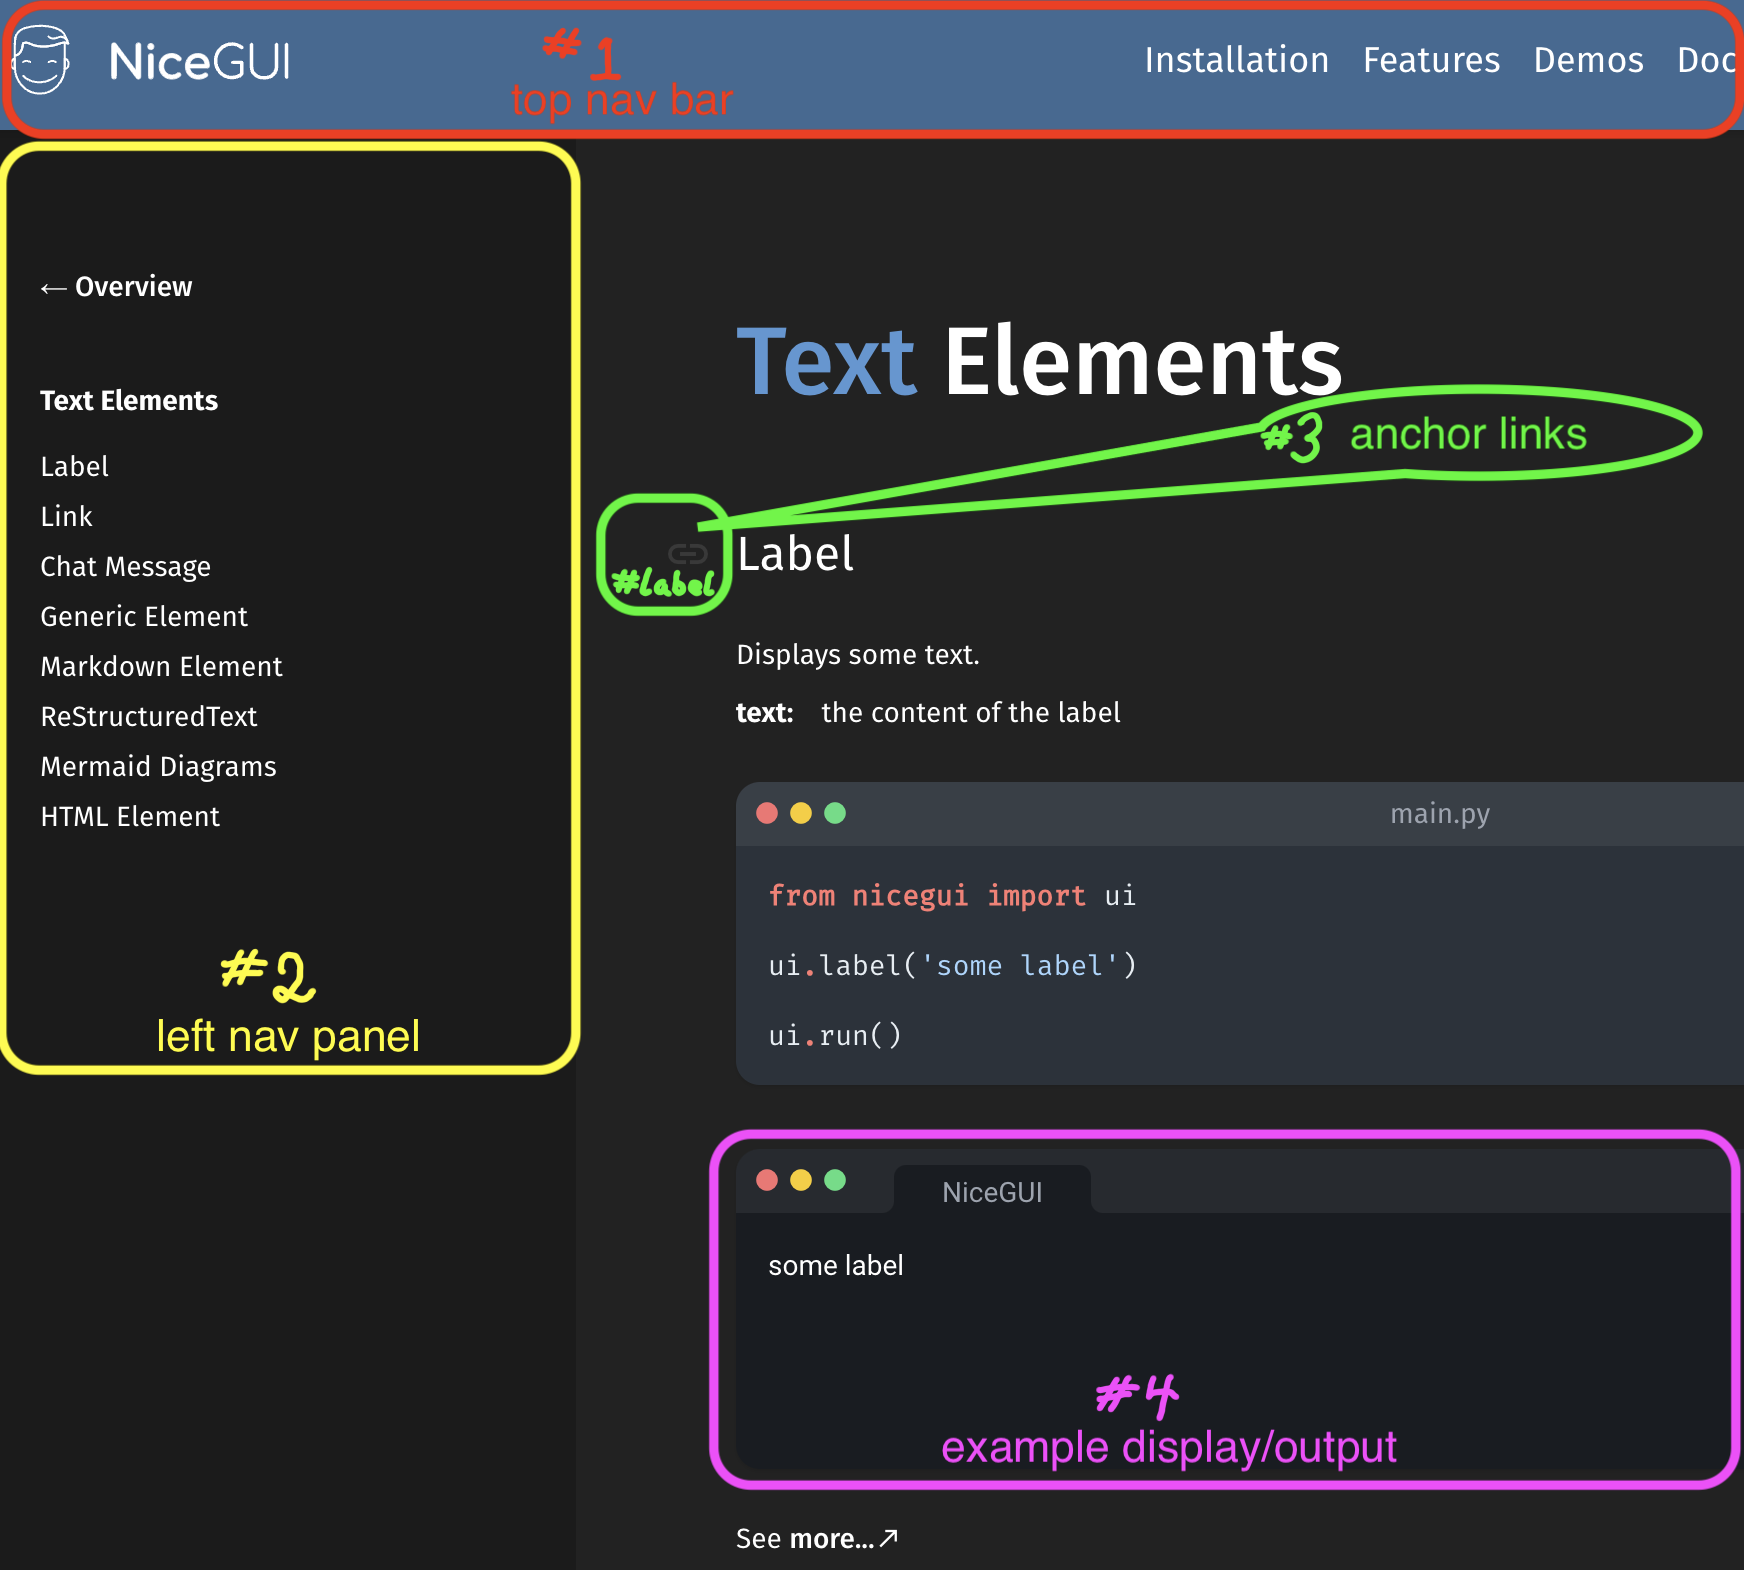 NiceGUI
#1
top nav bar
Installation Features Demos Doc
← Overview
Text Elements
Label
Link
Chat Message
Generic Element
Markdown Element
ReStructuredText
Mermaid Diagrams
HTML Element
#2
left nav panel
Text Elements
#3 anchor links
#label
Label
Displays some text.
text: the content of the label
main.py
from nicegui import ui
ui.label('some label')
ui.run()
NiceGUI
some label
#4
example display/output
See more...↗